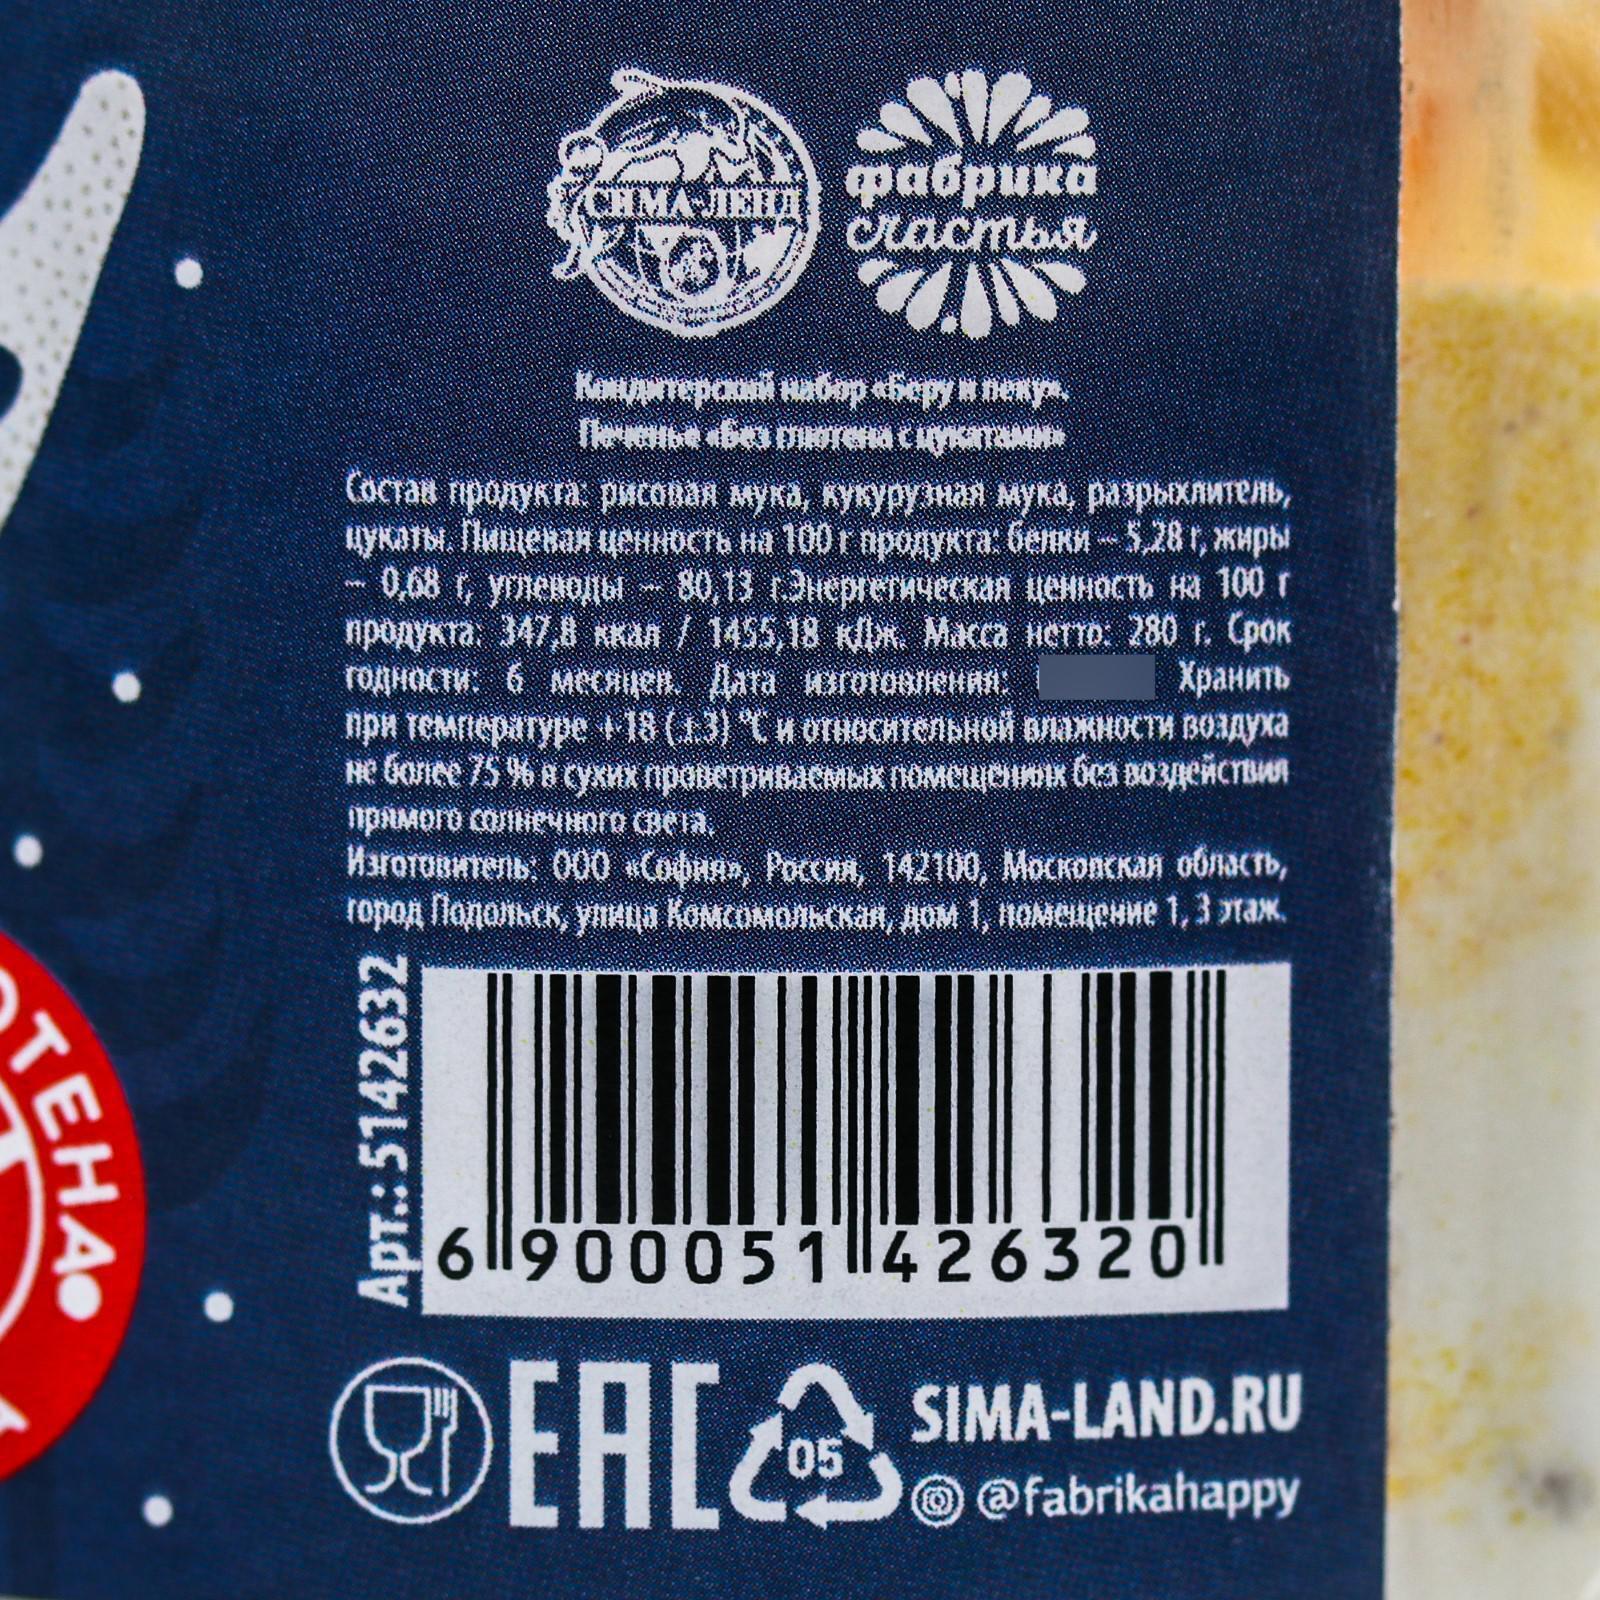 СИМА-ЛЕНД
фабрика
счастья
Кондитерский набор «Беру и пеку».
Печенье «Без глютена с цукатами»
Состав продукта: рисовая мука, кукурузная мука, разрыхлитель,
цукаты. Пищевая ценность на 100 г продукта: белки – 5,28 г, жиры
– 0,68 г, углеводы – 80,13 г.Энергетическая ценность на 100 г
продукта: 347,8 ккал / 1455,18 кДж. Масса нетто: 280 г. Срок
годности: 6 месяцев. Дата изготовления: Хранить
при температуре +18 (±3) °С и относительной влажности воздуха
не более 75 % в сухих проветриваемых помещениях без воздействия
прямого солнечного света.
Изготовитель: ООО «София», Россия, 142100, Московская область,
город Подольск, улица Комсомольская, дом 1, помещение 1, 3 этаж.
Арт.: 5142632
6 900051 426320
ОТЕНА
EAC
05
SIMA-LAND.RU
@fabrikahappy